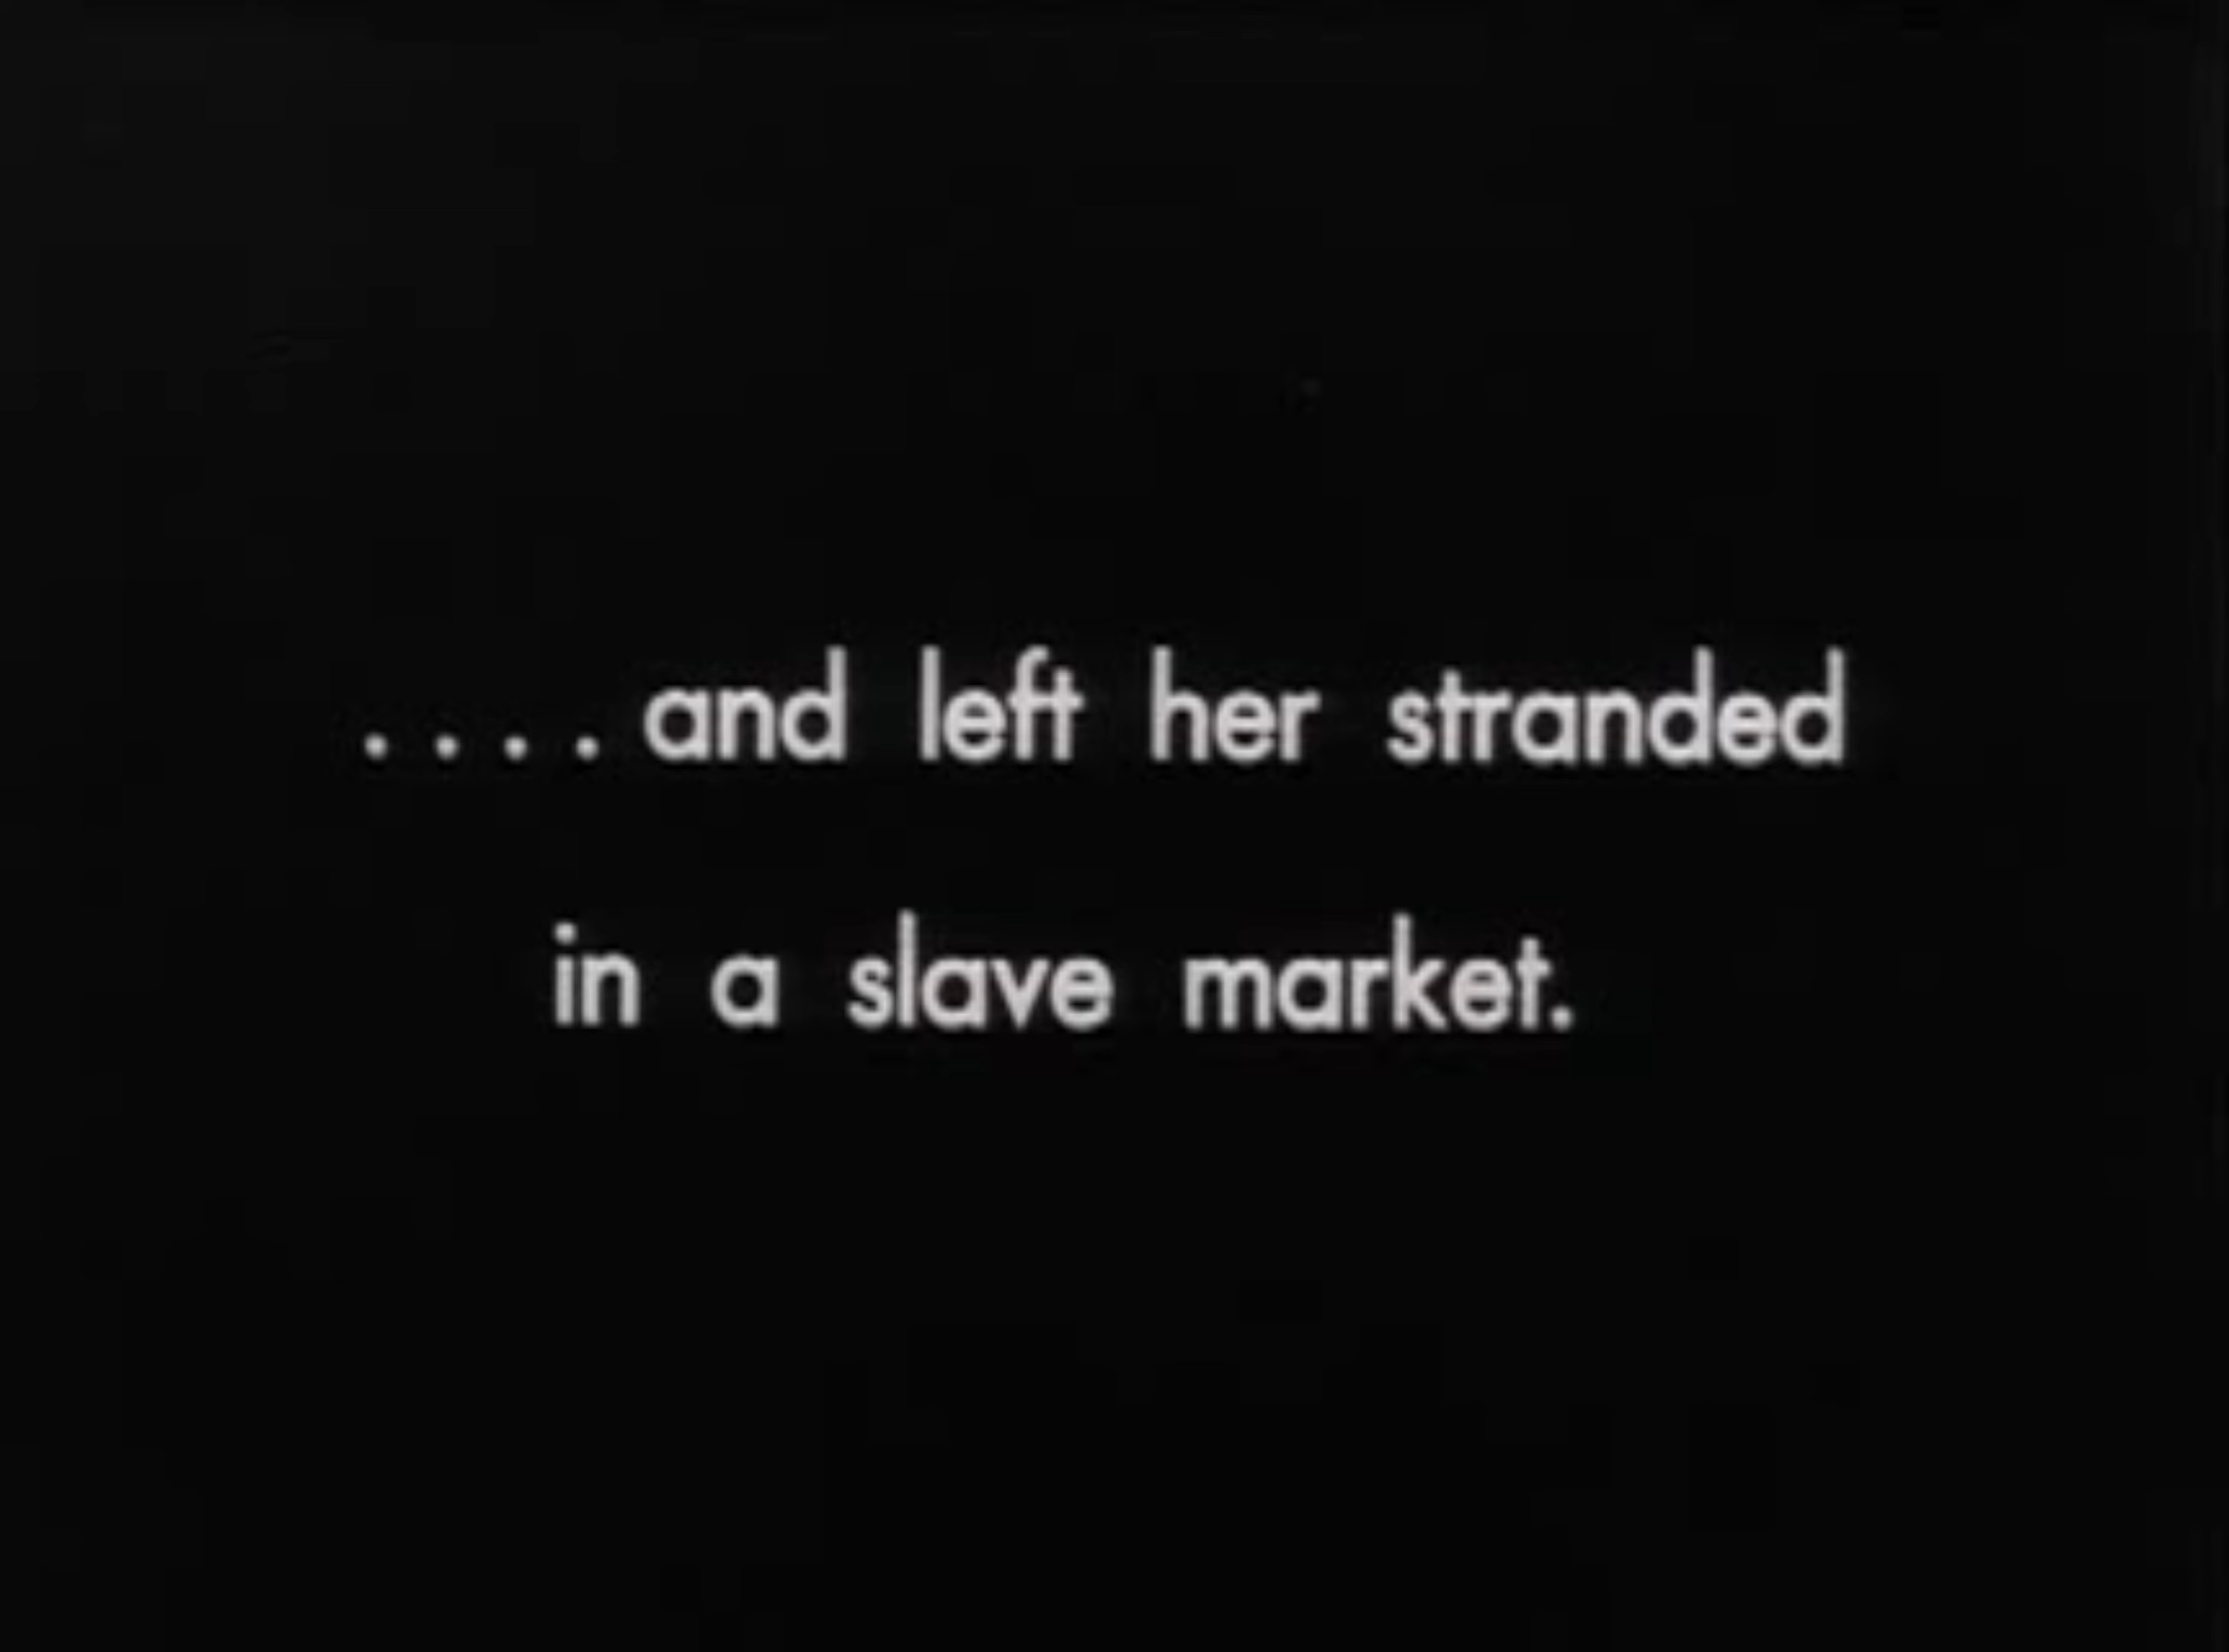 . . . . and left her stranded
in a slave market.